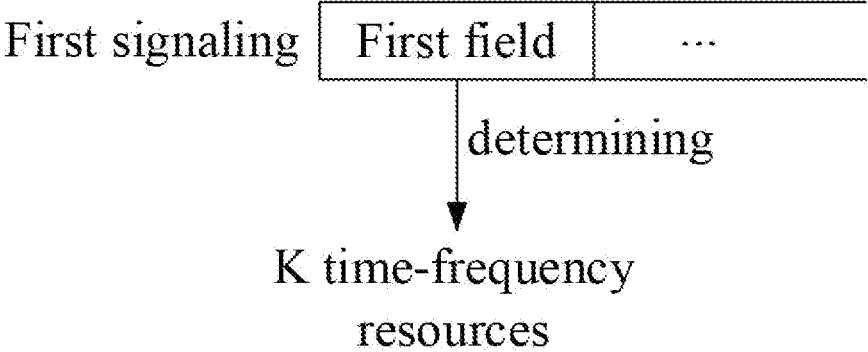 First signaling First field ...
determining
K time-frequency
resources